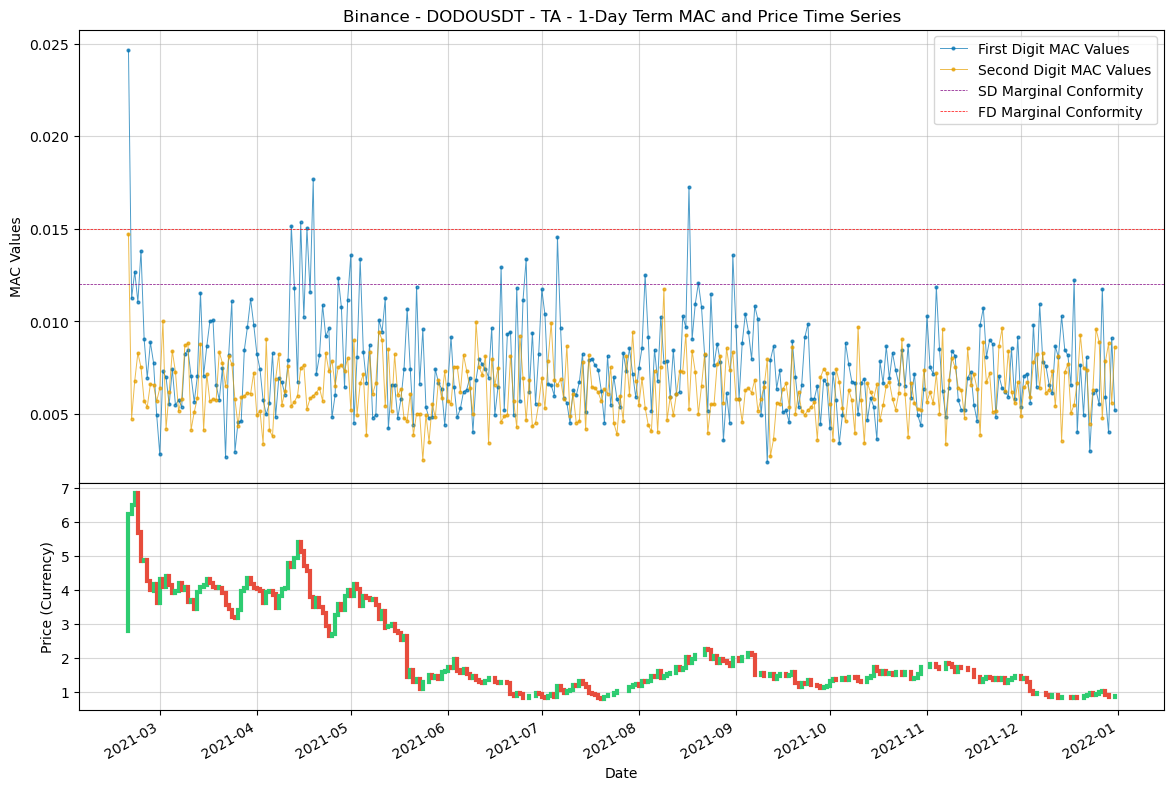 Binance - DODOUSDT - TA - 1-Day Term MAC and Price Time Series
0.025
0.020
0.015
0.010
0.005
MAC Values
First Digit MAC Values
Second Digit MAC Values
SD Marginal Conformity
FD Marginal Conformity
7
6
5
4
3
2
1
Price (Currency)
2021-03
2021-04
2021-05
2021-06
2021-07
2021-08
2021-09
2021-10
2021-11
2021-12
2022-01
Date